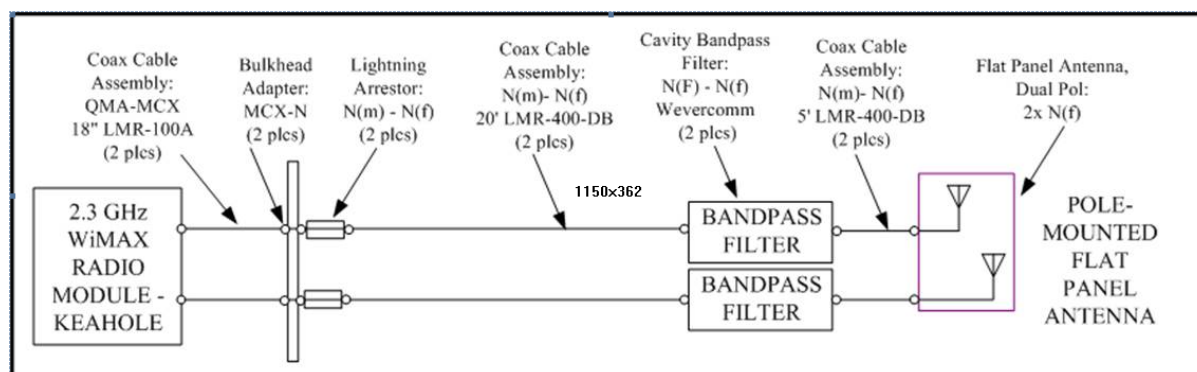 Coax Cable
Assembly:
QMA-MCX
18" LMR-100A
(2 plcs)
Bulkhead
Adapter:
MCX-N
(2 plcs)
Lightning
Arrestor:
N(m) - N(f)
(2 plcs)
Coax Cable
Assembly:
N(m)- N(f)
20' LMR-400-DB
(2 plcs)
Cavity Bandpass
Filter:
N(F) - N(f)
Wevercomm
(2 plcs)
Coax Cable
Assembly:
N(m)- N(f)
5' LMR-400-DB
(2 plcs)
Flat Panel Antenna,
Dual Pol:
2x N(f)
1150x362
2.3 GHz
WiMAX
RADIO
MODULE -
KEAHOLE
BANDPASS
FILTER
BANDPASS
FILTER
POLE-
MOUNTED
FLAT
PANEL
ANTENNA